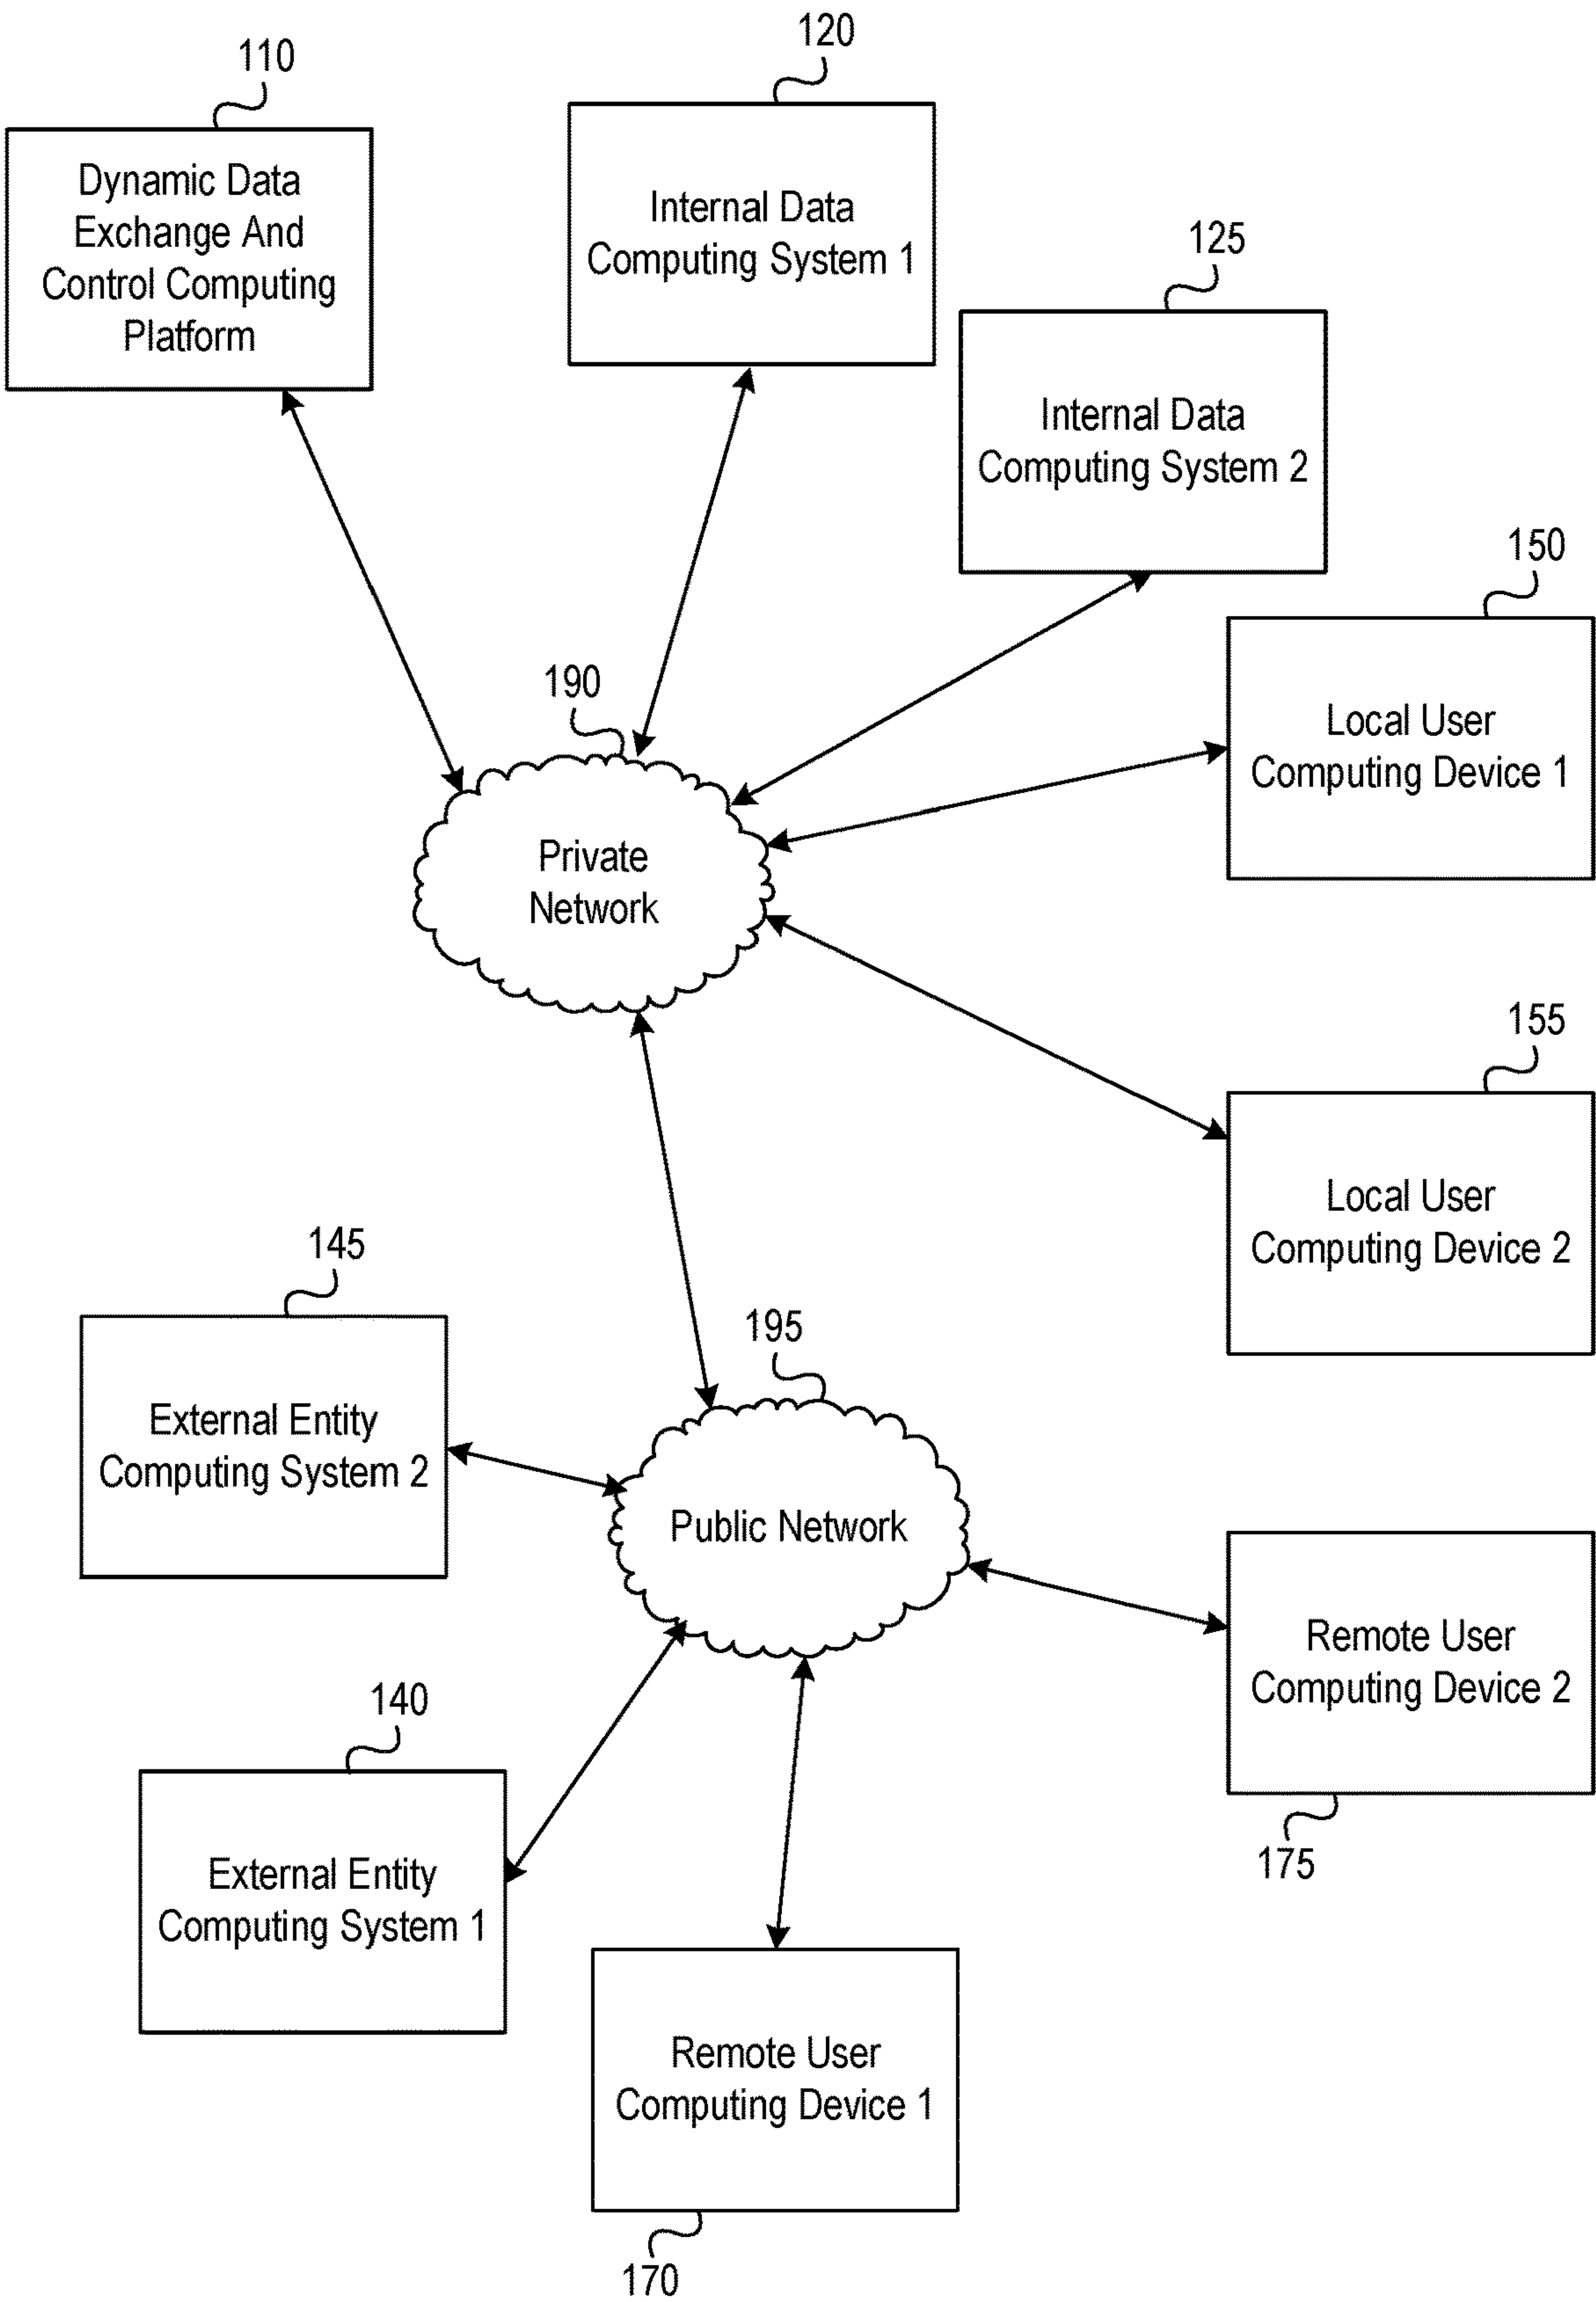 110
Dynamic Data
Exchange And
Control Computing
Platform
120
Internal Data
Computing System 1
125
Internal Data
Computing System 2
150
Local User
Computing Device 1
190
Private
Network
155
Local User
Computing Device 2
145
External Entity
Computing System 2
195
Public Network
Remote User
Computing Device 2
175
140
External Entity
Computing System 1
Remote User
Computing Device 1
170